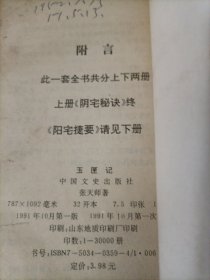 附言
此一套全书共分上下两册
上册《阴宅秘诀》终
《阳宅捷要》请见下册
玉匣记
中国文史出版社
张天师著
787×1092毫米 32开本 7.5印张
1991年10月第一版 1991年10月第一次
印刷:山东地质印刷厂印刷
印数:1—30000册
书号:ISBN7-5034-0359-4/1·006
定价:3.98元